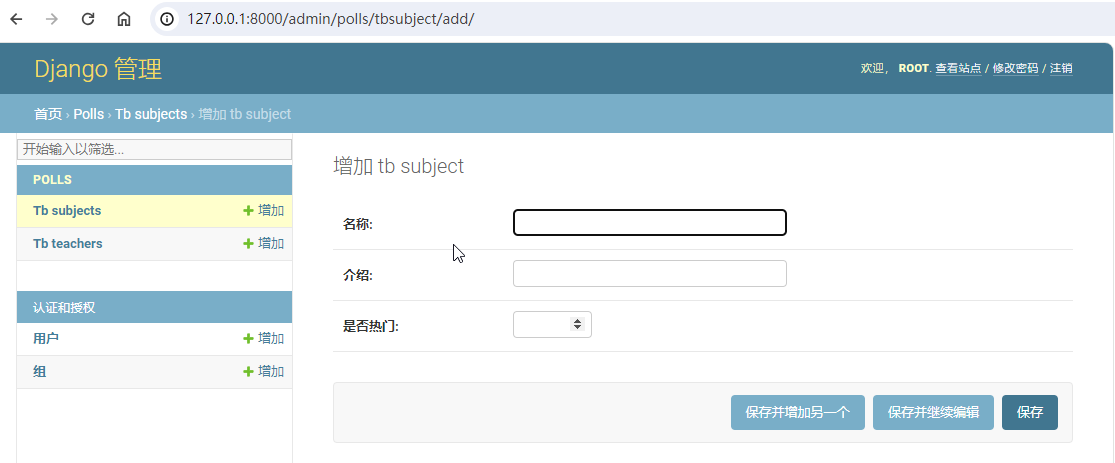 127.0.0.1:8000/admin/polls/tbsubject/add/
Django 管理
欢迎， ROOT. 查看站点 / 修改密码 / 注销
首页 › Polls › Tb subjects › 增加 tb subject
开始输入以筛选...
POLLS
Tb subjects 增加
Tb teachers 增加
认证和授权
用户 增加
组 增加
增加 tb subject
名称:
介绍:
是否热门:
保存并增加另一个 保存并继续编辑 保存